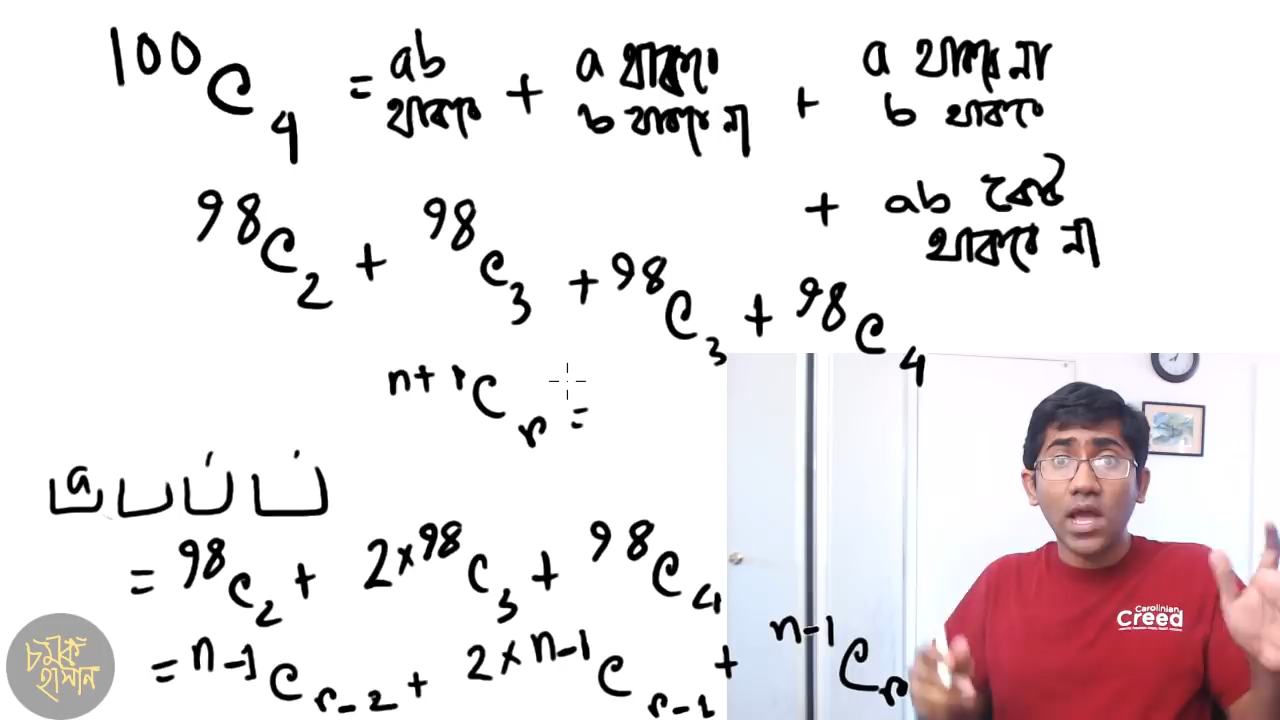 ¹⁰⁰C₄ = ab থাকবে + a থাকবে b থাকবে না + a থাকবে না b থাকবে
+ ab কেউ থাকবে না
⁹⁸C₂ + ⁹⁸C₃ + ⁹⁸C₃ + ⁹⁸C₄
ⁿ⁺¹Cᵣ =
a
= ⁹⁸C₂ + 2×⁹⁸C₃ + ⁹⁸C₄
= ⁿ⁻¹Cᵣ₋₂ + 2×ⁿ⁻¹Cᵣ₋₁ + ⁿ⁻¹Cᵣ
Carolinian
Creed
চমক
হাসান